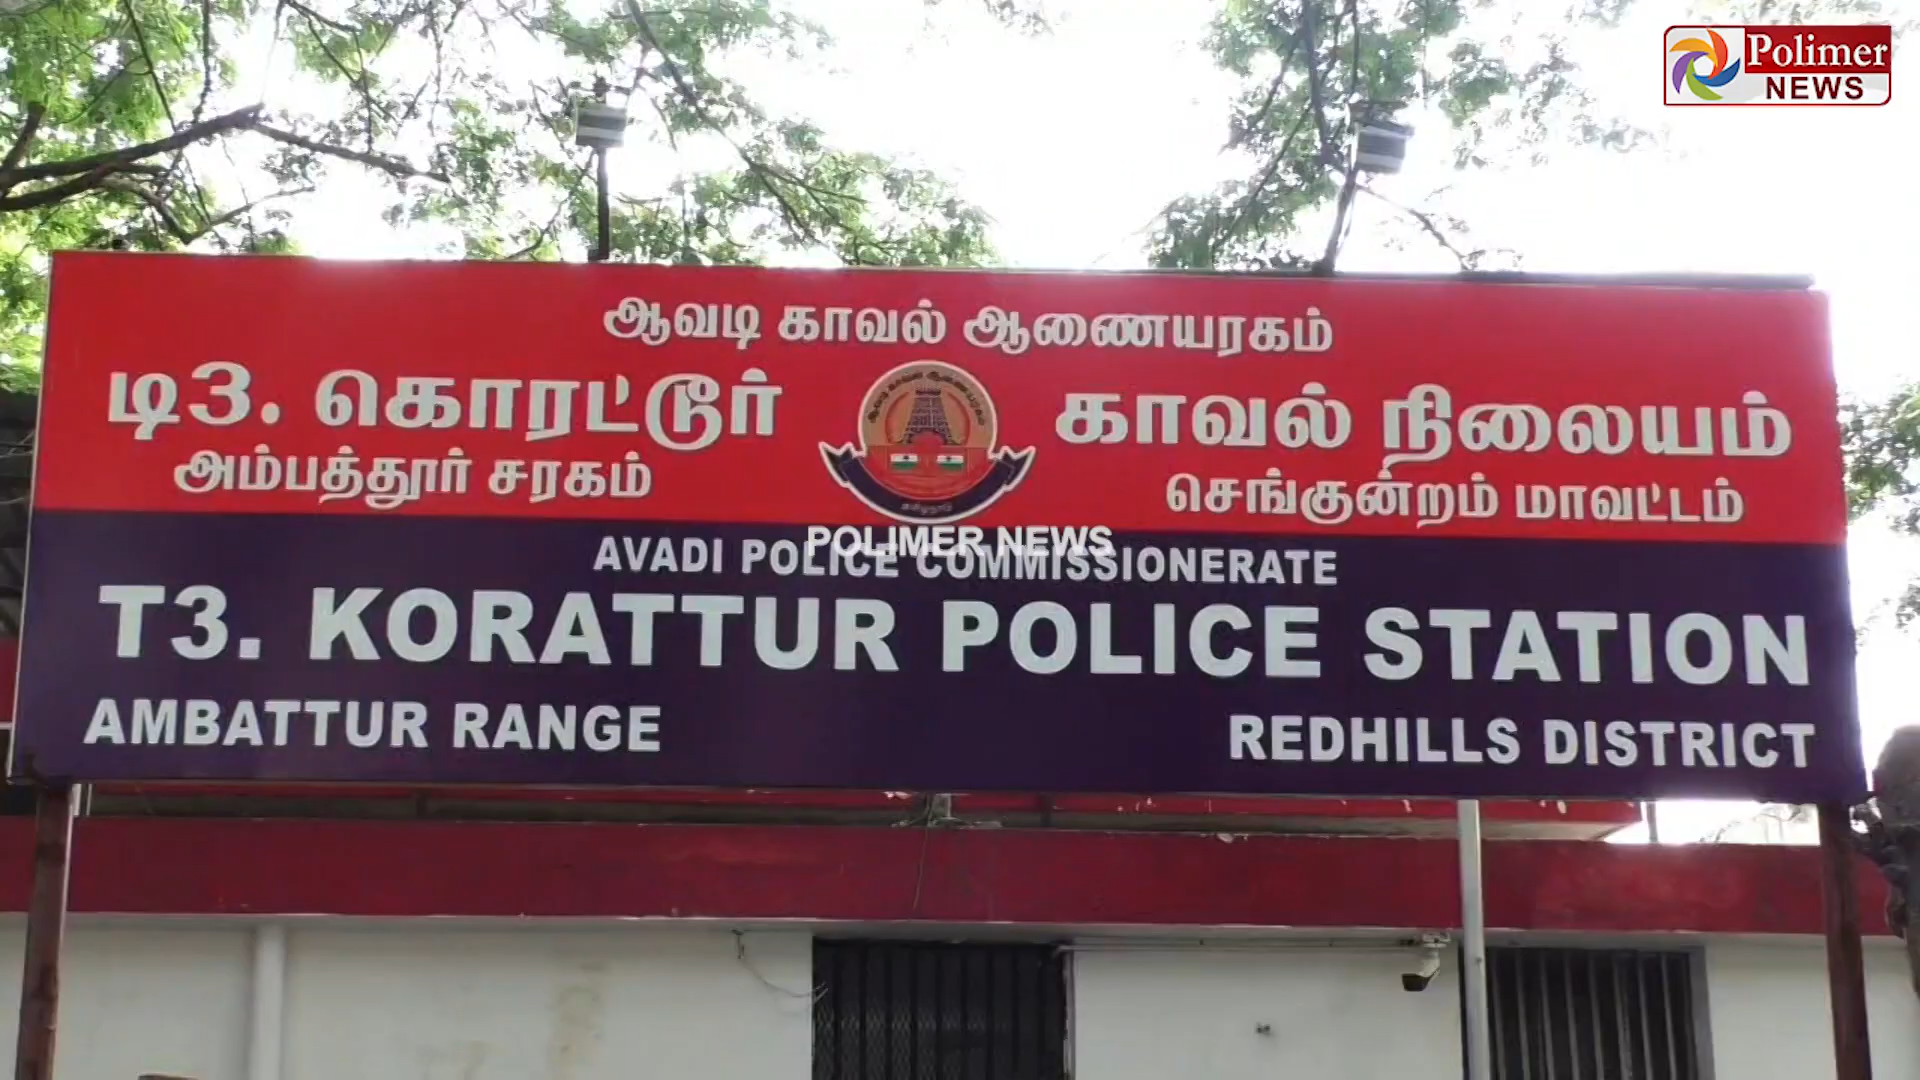 Polimer
NEWS
ஆவடி காவல் ஆணையரகம்
டி3. கொரட்டூர் காவல் நிலையம்
அம்பத்தூர் சரகம் செங்குன்றம் மாவட்டம்
POLIMER NEWS
AVADI POLICE COMMISSIONERATE
T3. KORATTUR POLICE STATION
AMBATTUR RANGE REDHILLS DISTRICT